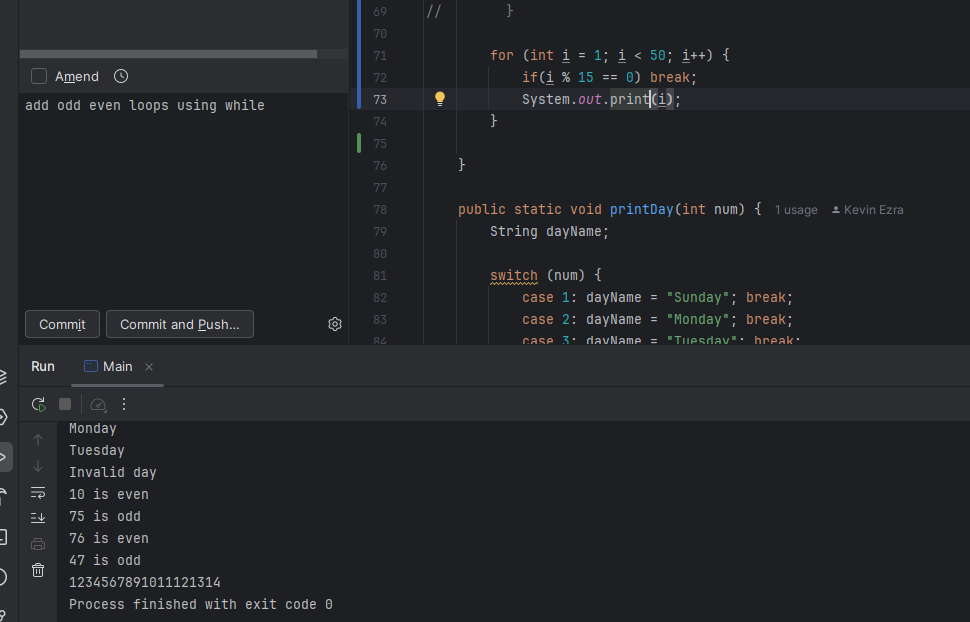 Amend
add odd even loops using while
Commit
Commit and Push...
69 // }
70
71 for (int i = 1; i < 50; i++) {
72 if(i % 15 == 0) break;
73 System.out.print(i);
74 }
75
76 }
77
78 public static void printDay(int num) { 1 usage Kevin Ezra
79 String dayName;
80
81 switch (num) {
82 case 1: dayName = "Sunday"; break;
83 case 2: dayName = "Monday"; break;
84 case 3: dayName = "Tuesday"; break;
Run Main
Monday
Tuesday
Invalid day
10 is even
75 is odd
76 is even
47 is odd
1234567891011121314
Process finished with exit code 0